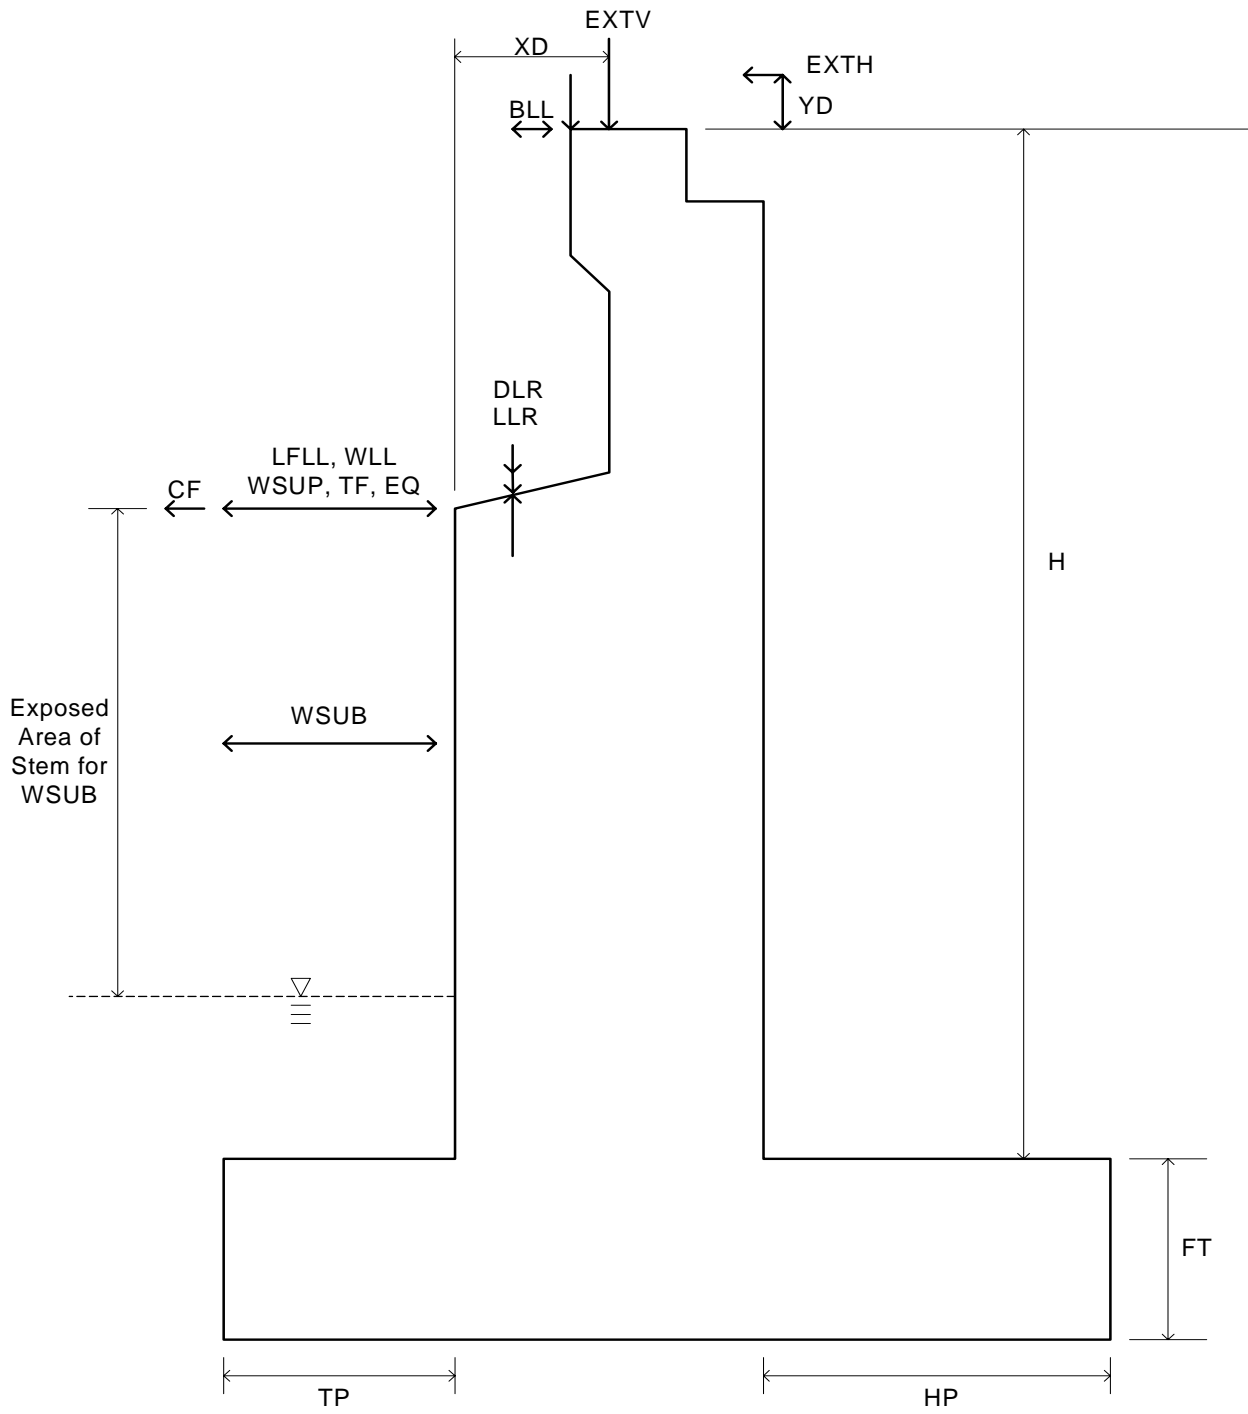 EXTV
XD
EXTH
YD
BLL
DLR
LLR
LFLL, WLL
WSUP, TF, EQ
CF
H
WSUB
Exposed
Area of
Stem for
WSUB
FT
TP
HP